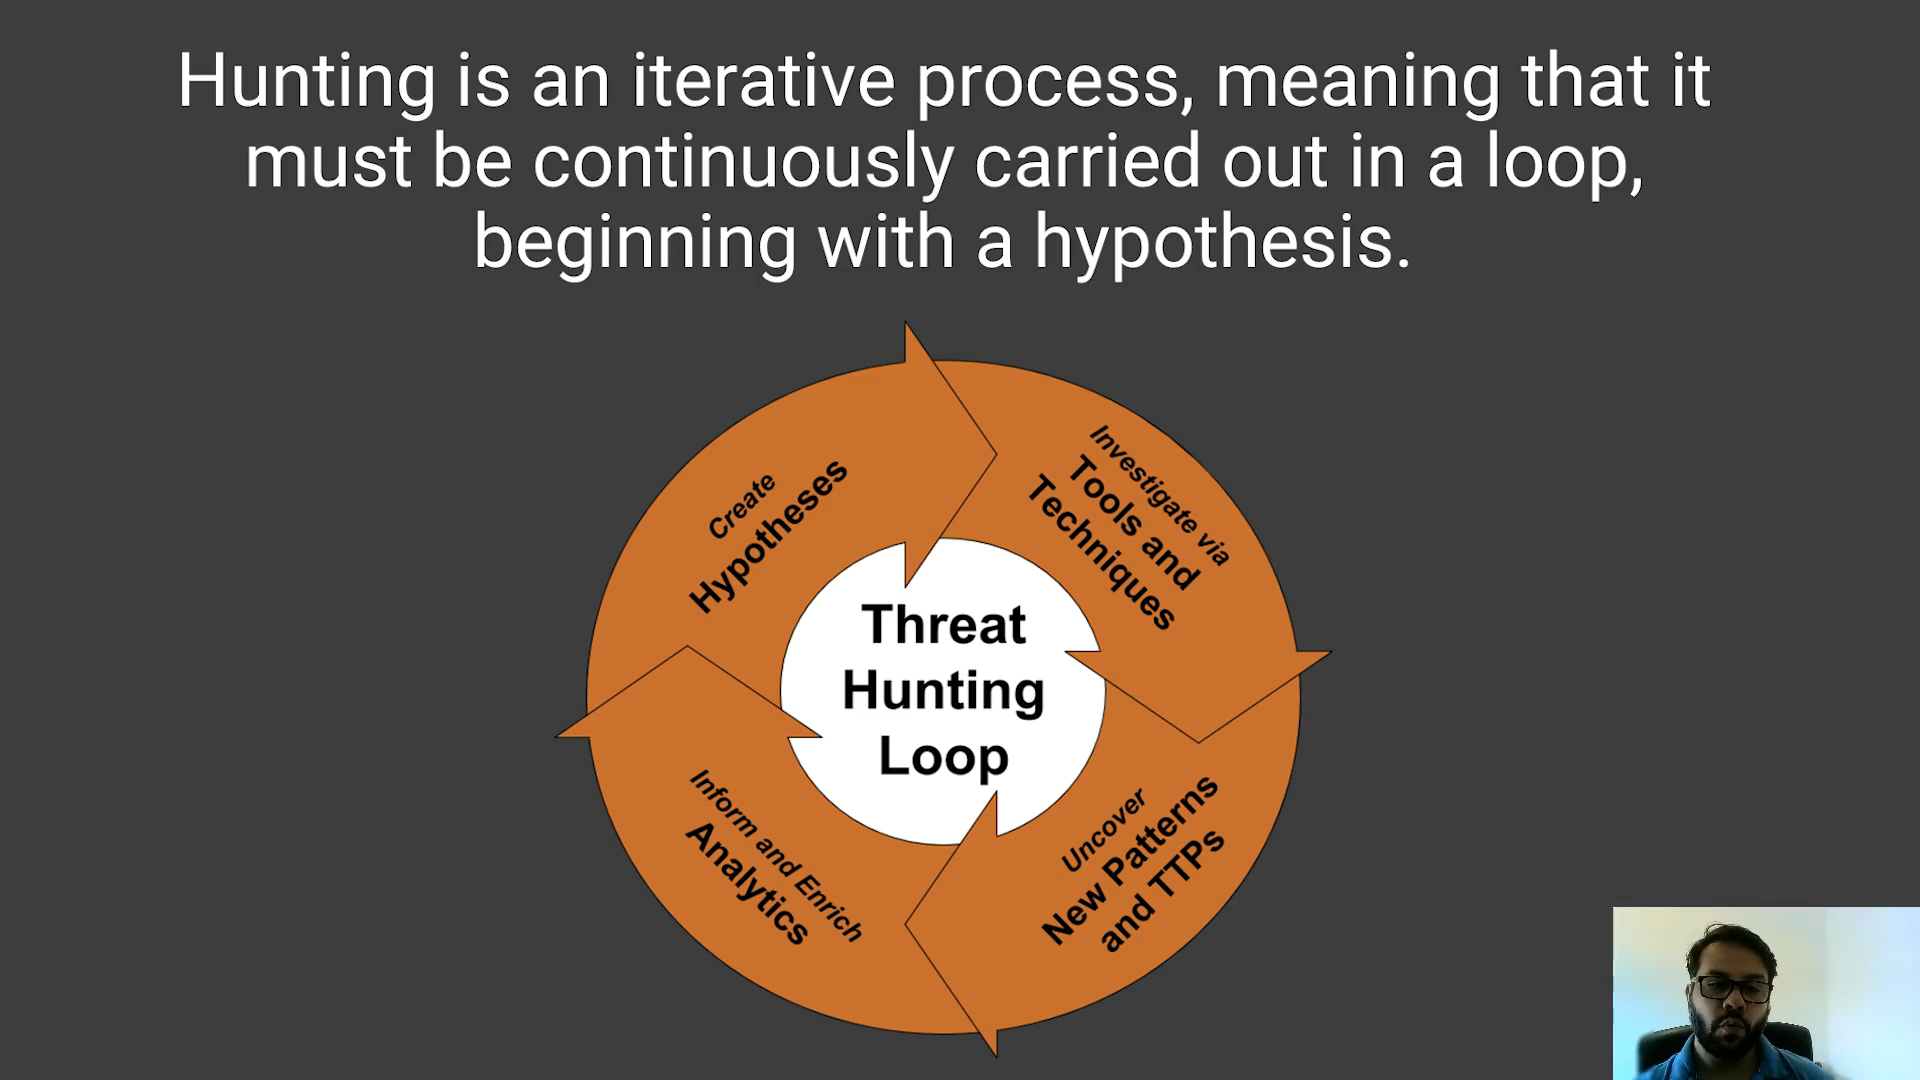 Hunting is an iterative process, meaning that it
must be continuously carried out in a loop,
beginning with a hypothesis.
Create
Hypotheses
Investigate via
Tools and
Techniques
Threat
Hunting
Loop
Uncover
New Patterns
and TTPs
Inform and Enrich
Analytics